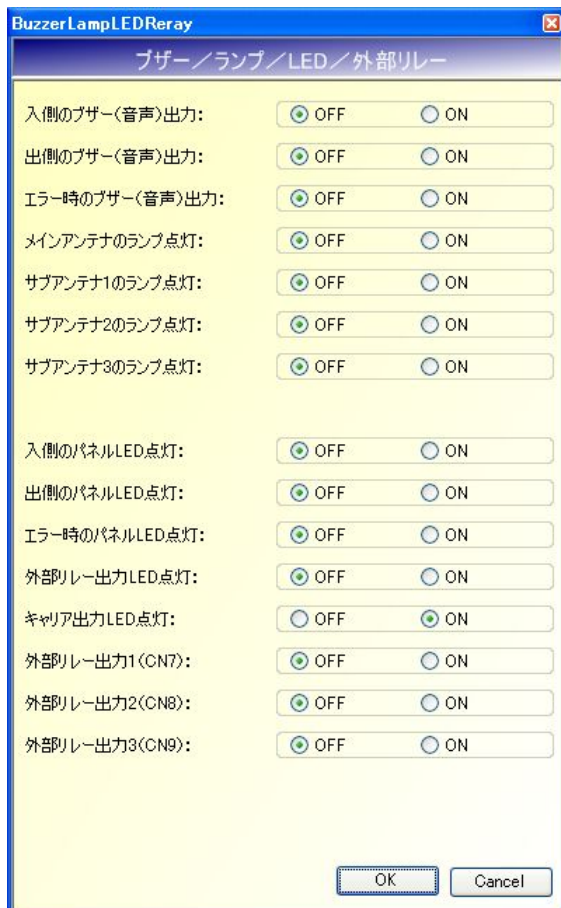 BuzzerLampLEDReray
ブザー／ランプ／LED／外部リレー
入側のブザー(音声)出力: OFF ON
出側のブザー(音声)出力: OFF ON
エラー時のブザー(音声)出力: OFF ON
メインアンテナのランプ点灯: OFF ON
サブアンテナ1のランプ点灯: OFF ON
サブアンテナ2のランプ点灯: OFF ON
サブアンテナ3のランプ点灯: OFF ON
入側のパネルLED点灯: OFF ON
出側のパネルLED点灯: OFF ON
エラー時のパネルLED点灯: OFF ON
外部リレー出力LED点灯: OFF ON
キャリア出力LED点灯: OFF ON
外部リレー出力1(CN7): OFF ON
外部リレー出力2(CN8): OFF ON
外部リレー出力3(CN9): OFF ON
OK Cancel